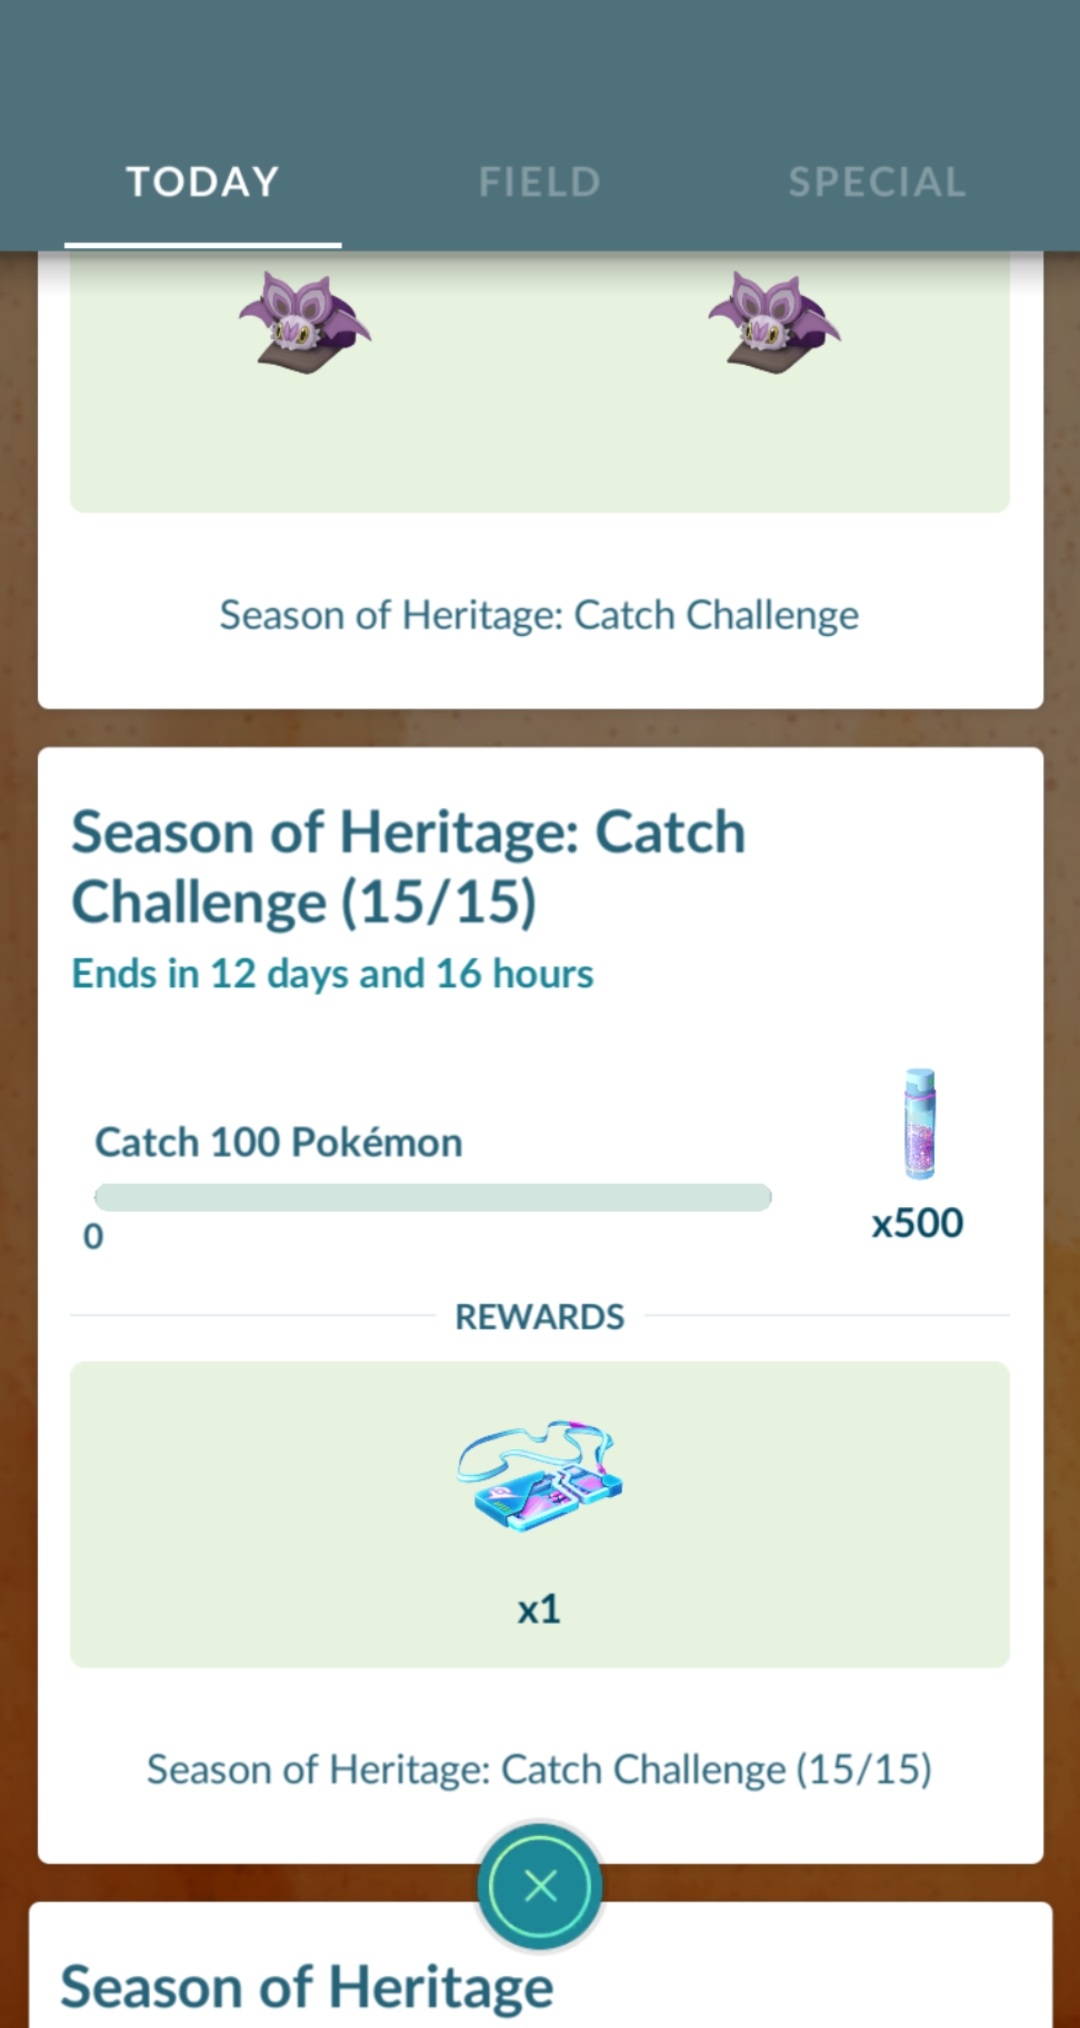 TODAY
FIELD
SPECIAL
Season of Heritage: Catch Challenge
Season of Heritage: Catch
Challenge (15/15)
Ends in 12 days and 16 hours
Catch 100 Pokémon
0
x500
REWARDS
x1
Season of Heritage: Catch Challenge (15/15)
Season of Heritage